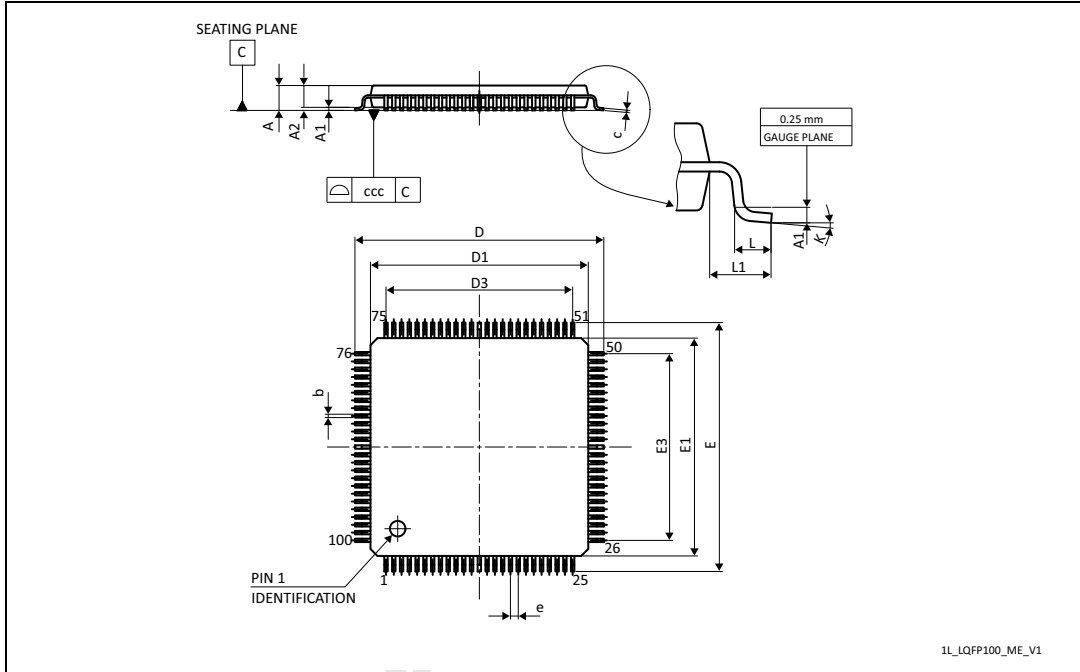 SEATING PLANE
C
A
A2
A1
c
ccc C
0.25 mm
GAUGE PLANE
A1
K
L
L1
D
D1
D3
75
51
76
50
b
E3
E1
E
100
26
PIN 1
IDENTIFICATION
1
25
e
1L_LQFP100_ME_V1